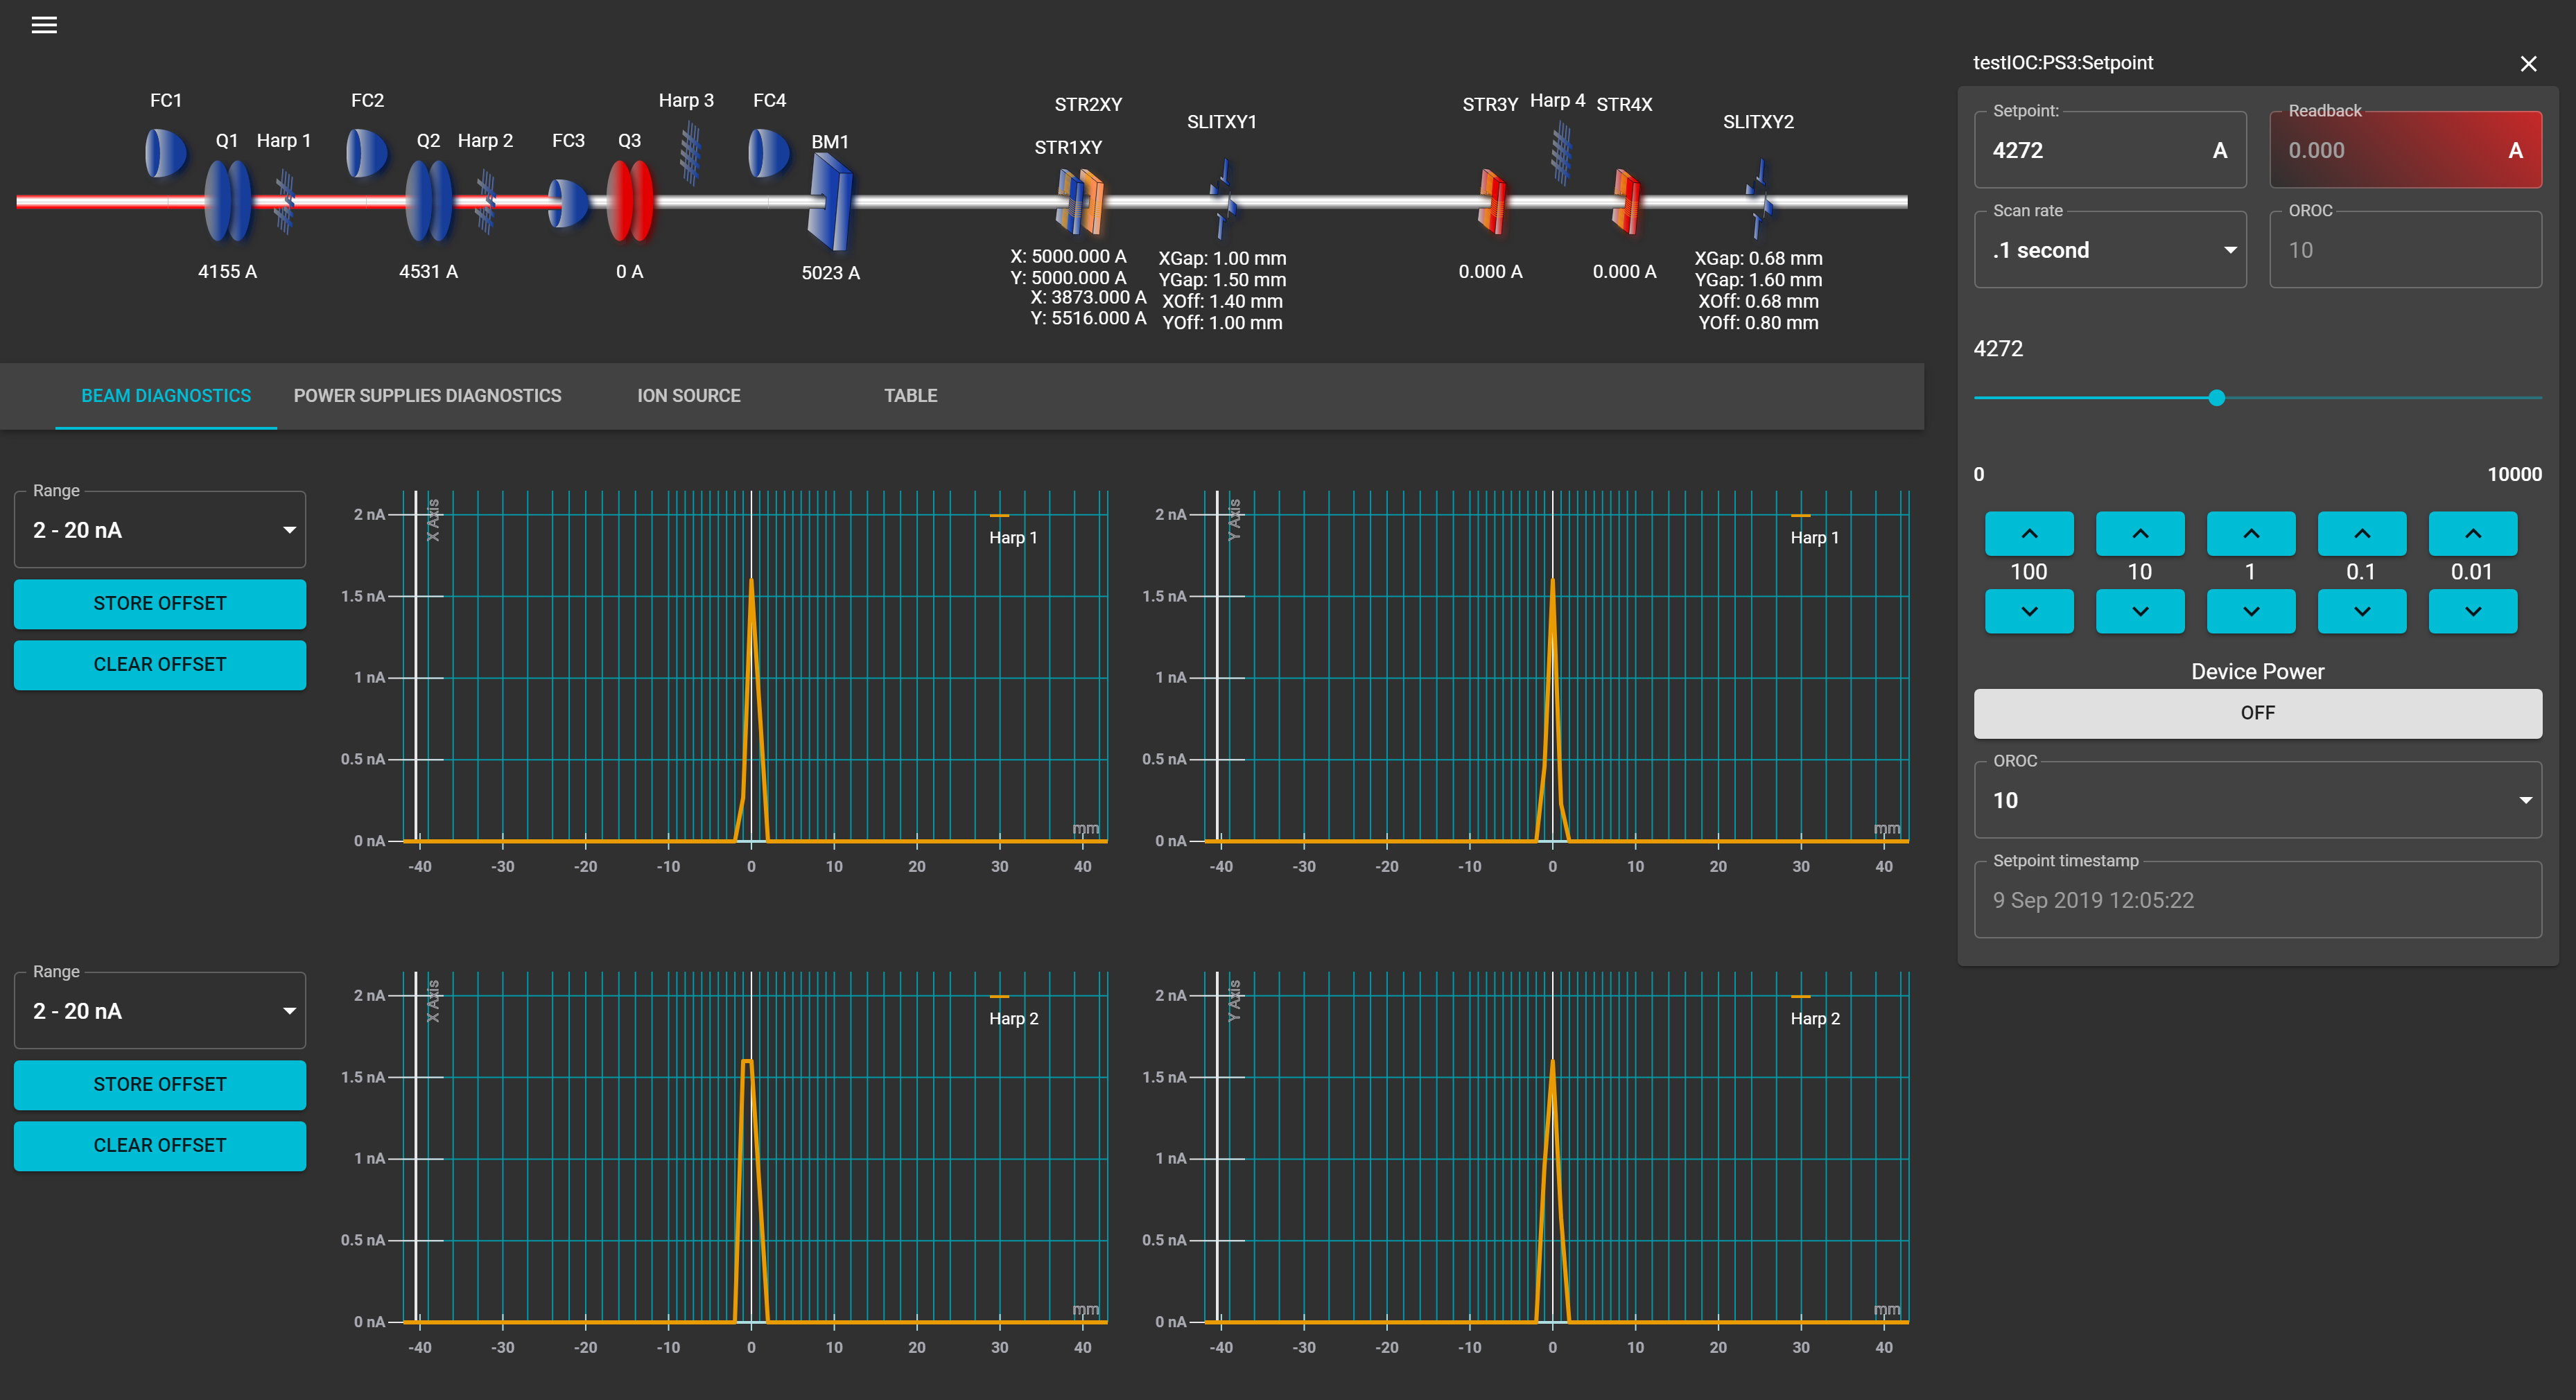 FC1
FC2
Harp 3
FC4
STR2XY
STR3Y
Harp 4
STR4X
SLITXY1
SLITXY2
Q1
Harp 1
Q2
Harp 2
FC3
Q3
BM1
STR1XY
4155 A
4531 A
0 A
5023 A
X: 5000.000 A
Y: 5000.000 A
X: 3873.000 A
Y: 5516.000 A
XGap: 1.00 mm
YGap: 1.50 mm
XOff: 1.40 mm
YOff: 1.00 mm
0.000 A
0.000 A
XGap: 0.68 mm
YGap: 1.60 mm
XOff: 0.68 mm
YOff: 0.80 mm
BEAM DIAGNOSTICS
POWER SUPPLIES DIAGNOSTICS
ION SOURCE
TABLE
Range
2 - 20 nA
STORE OFFSET
CLEAR OFFSET
X Axis
2 nA
1.5 nA
1 nA
0.5 nA
0 nA
Harp 1
mm
-40 -30 -20 -10 0 10 20 30 40
Y Axis
2 nA
1.5 nA
1 nA
0.5 nA
0 nA
Harp 1
mm
-40 -30 -20 -10 0 10 20 30 40
Range
2 - 20 nA
STORE OFFSET
CLEAR OFFSET
X Axis
2 nA
1.5 nA
1 nA
0.5 nA
0 nA
Harp 2
mm
-40 -30 -20 -10 0 10 20 30 40
Y Axis
2 nA
1.5 nA
1 nA
0.5 nA
0 nA
Harp 2
mm
-40 -30 -20 -10 0 10 20 30 40
testIOC:PS3:Setpoint
Setpoint:
4272 A
Readback
0.000 A
Scan rate
.1 second
OROC
10
4272
0 10000
100 10 1 0.1 0.01
Device Power
OFF
OROC
10
Setpoint timestamp
9 Sep 2019 12:05:22